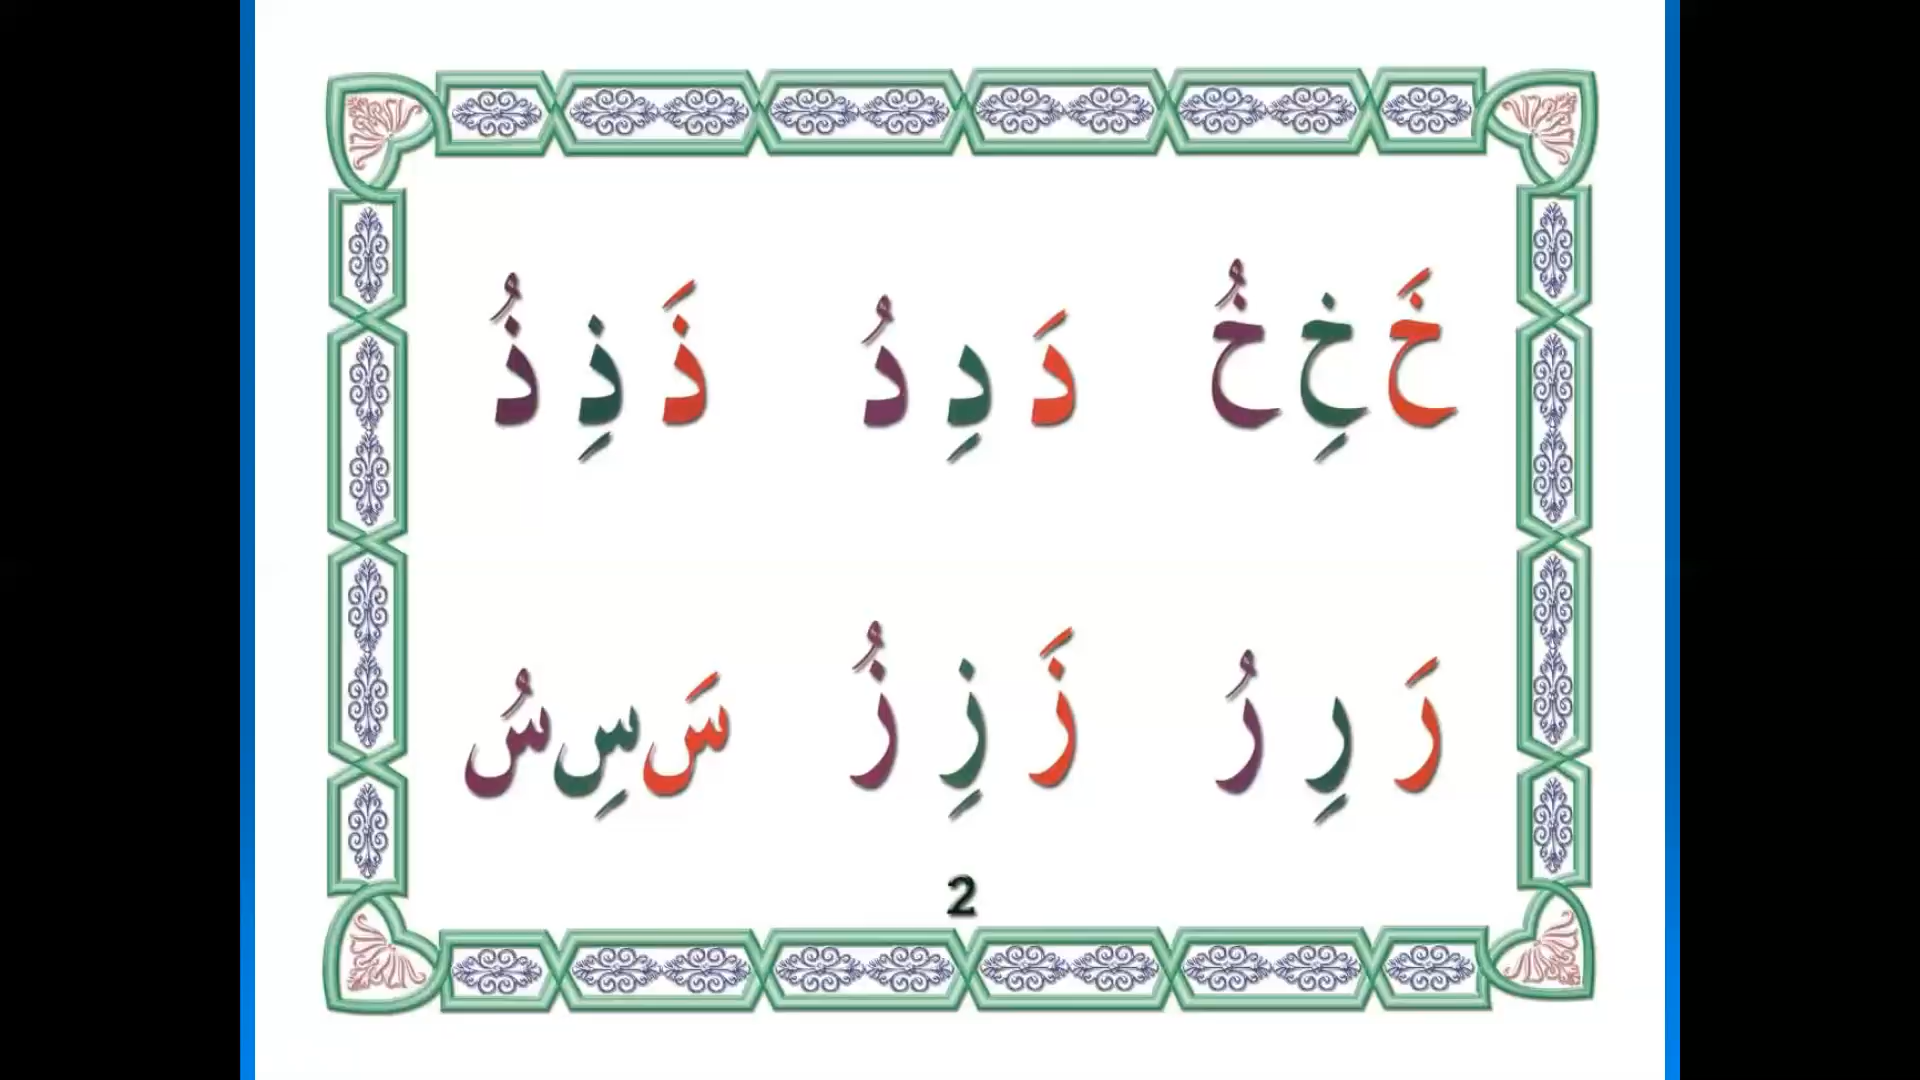 خَ خِ خُ دَ دِ دُ ذَ ذِ ذُ
رَ رِ رُ زَ زِ زُ سَ سِ سُ
2